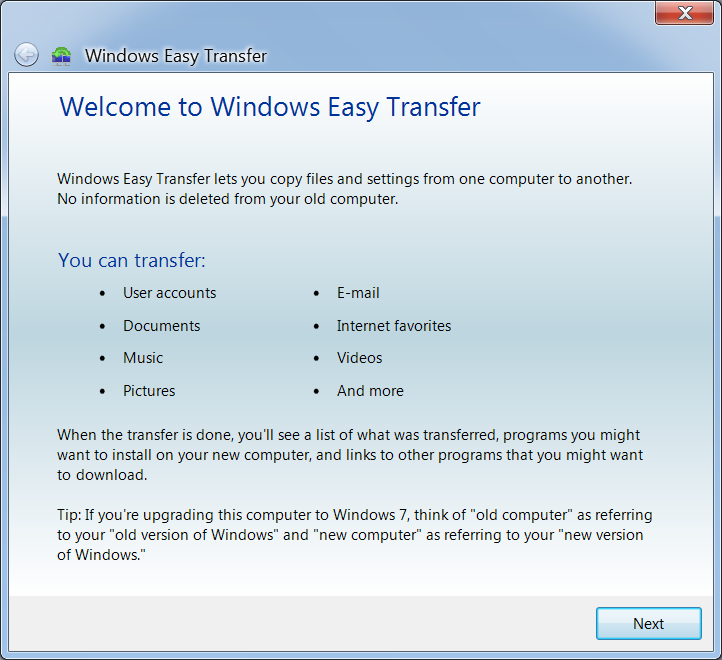 Windows Easy Transfer
Welcome to Windows Easy Transfer
Windows Easy Transfer lets you copy files and settings from one computer to another.
No information is deleted from your old computer.
You can transfer:
• User accounts
• E-mail
• Documents
• Internet favorites
• Music
• Videos
• Pictures
• And more
When the transfer is done, you'll see a list of what was transferred, programs you might
want to install on your new computer, and links to other programs that you might want
to download.
Tip: If you're upgrading this computer to Windows 7, think of "old computer" as referring
to your "old version of Windows" and "new computer" as referring to your "new version
of Windows."
Next